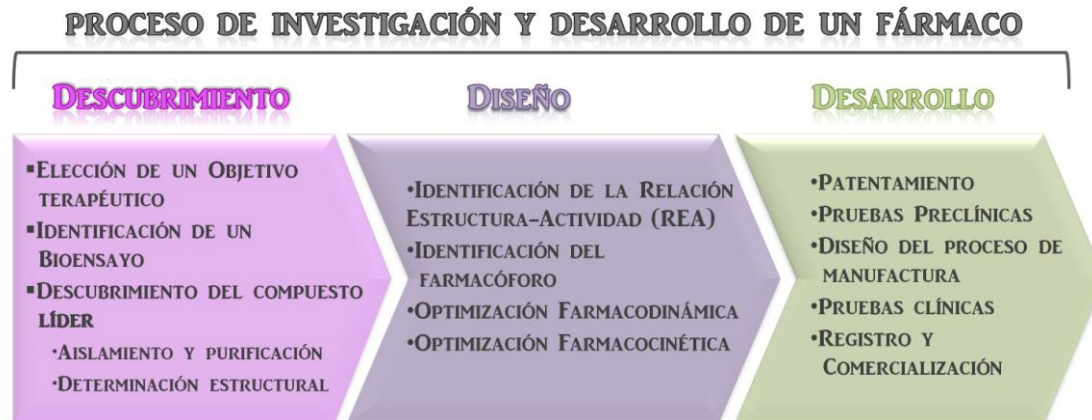 PROCESO DE INVESTIGACIÓN Y DESARROLLO DE UN FÁRMACO
DESCUBRIMIENTO
▪ELECCIÓN DE UN OBJETIVO
TERAPÉUTICO
▪IDENTIFICACIÓN DE UN
BIOENSAYO
▪DESCUBRIMIENTO DEL COMPUESTO
LÍDER
•AISLAMIENTO Y PURIFICACIÓN
•DETERMINACIÓN ESTRUCTURAL
DISEÑO
•IDENTIFICACIÓN DE LA RELACIÓN
ESTRUCTURA-ACTIVIDAD (REA)
•IDENTIFICACIÓN DEL
FARMACÓFORO
•OPTIMIZACIÓN FARMACODINÁMICA
•OPTIMIZACIÓN FARMACOCINÉTICA
DESARROLLO
•PATENTAMIENTO
•PRUEBAS PRECLÍNICAS
•DISEÑO DEL PROCESO DE
MANUFACTURA
•PRUEBAS CLÍNICAS
•REGISTRO Y
COMERCIALIZACIÓN